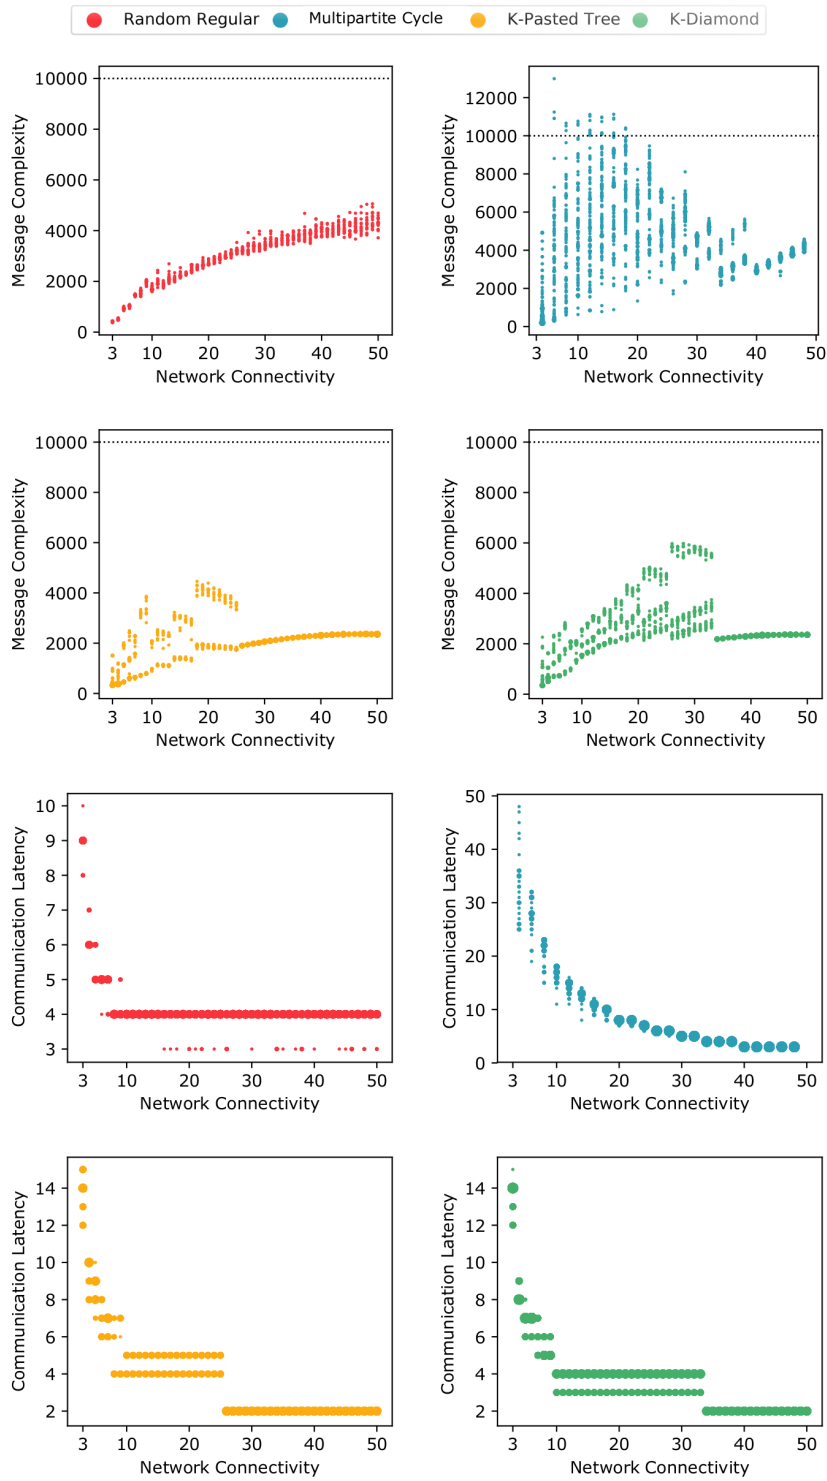 Random Regular Multipartite Cycle K-Pasted Tree K-Diamond
10000
8000
6000
4000
2000
0
Message Complexity
3 10 20 30 40 50
Network Connectivity
12000
10000
8000
6000
4000
2000
0
Message Complexity
3 10 20 30 40 50
Network Connectivity
10000
8000
6000
4000
2000
0
Message Complexity
3 10 20 30 40 50
Network Connectivity
10000
8000
6000
4000
2000
0
Message Complexity
3 10 20 30 40 50
Network Connectivity
10
9
8
7
6
5
4
3
Communication Latency
3 10 20 30 40 50
Network Connectivity
50
40
30
20
10
0
Communication Latency
3 10 20 30 40 50
Network Connectivity
14
12
10
8
6
4
2
Communication Latency
3 10 20 30 40 50
Network Connectivity
14
12
10
8
6
4
2
Communication Latency
3 10 20 30 40 50
Network Connectivity